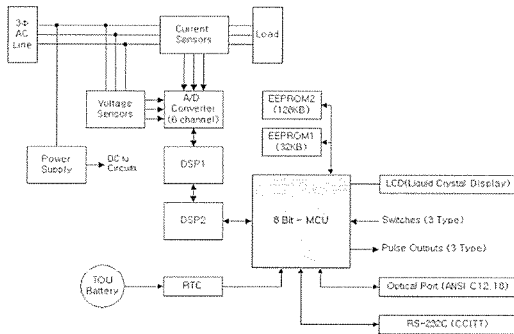 3Φ
AC
Line
Current
Sensors
Load
Voltage
Sensors
A/D
Converter
(6 channel)
EEPROM2
(128KB)
EEPROM1
(32KB)
Power
Supply
DC to
Circuit
DSP1
DSP2
8 Bit - MCU
LCD(Liquid Crystal Display)
Switches (3 Type)
Pulse Outputs (3 Type)
TOU
Battery
RTC
Optical Port (ANSI C12.18)
RS-232C (CCITT)